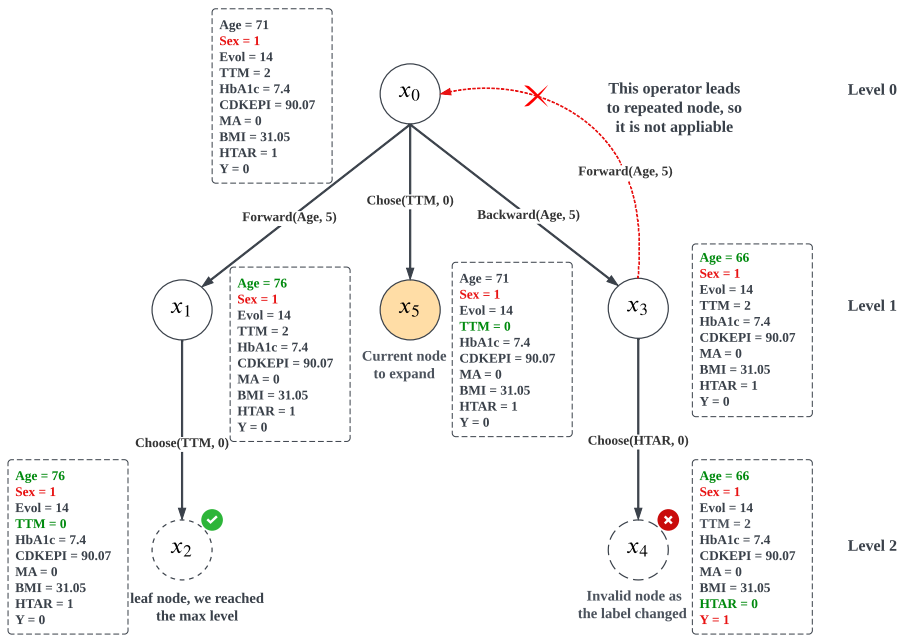 Age = 71
Sex = 1
Evol = 14
TTM = 2
HbA1c = 7.4
CDKEPI = 90.07
MA = 0
BMI = 31.05
HTAR = 1
Y = 0
x0
This operator leads
to repeated node, so
it is not appliable
Level 0
Forward(Age, 5)
Chose(TTM, 0)
Backward(Age, 5)
Forward(Age, 5)
x1
Age = 76
Sex = 1
Evol = 14
TTM = 2
HbA1c = 7.4
CDKEPI = 90.07
MA = 0
BMI = 31.05
HTAR = 1
Y = 0
x5
Current node
to expand
Age = 71
Sex = 1
Evol = 14
TTM = 0
HbA1c = 7.4
CDKEPI = 90.07
MA = 0
BMI = 31.05
HTAR = 1
Y = 0
x3
Age = 66
Sex = 1
Evol = 14
TTM = 2
HbA1c = 7.4
CDKEPI = 90.07
MA = 0
BMI = 31.05
HTAR = 1
Y = 0
Level 1
Choose(TTM, 0)
Choose(HTAR, 0)
Age = 76
Sex = 1
Evol = 14
TTM = 0
HbA1c = 7.4
CDKEPI = 90.07
MA = 0
BMI = 31.05
HTAR = 1
Y = 0
x2
leaf node, we reached
the max level
x4
Invalid node as
the label changed
Age = 66
Sex = 1
Evol = 14
TTM = 2
HbA1c = 7.4
CDKEPI = 90.07
MA = 0
BMI = 31.05
HTAR = 0
Y = 1
Level 2